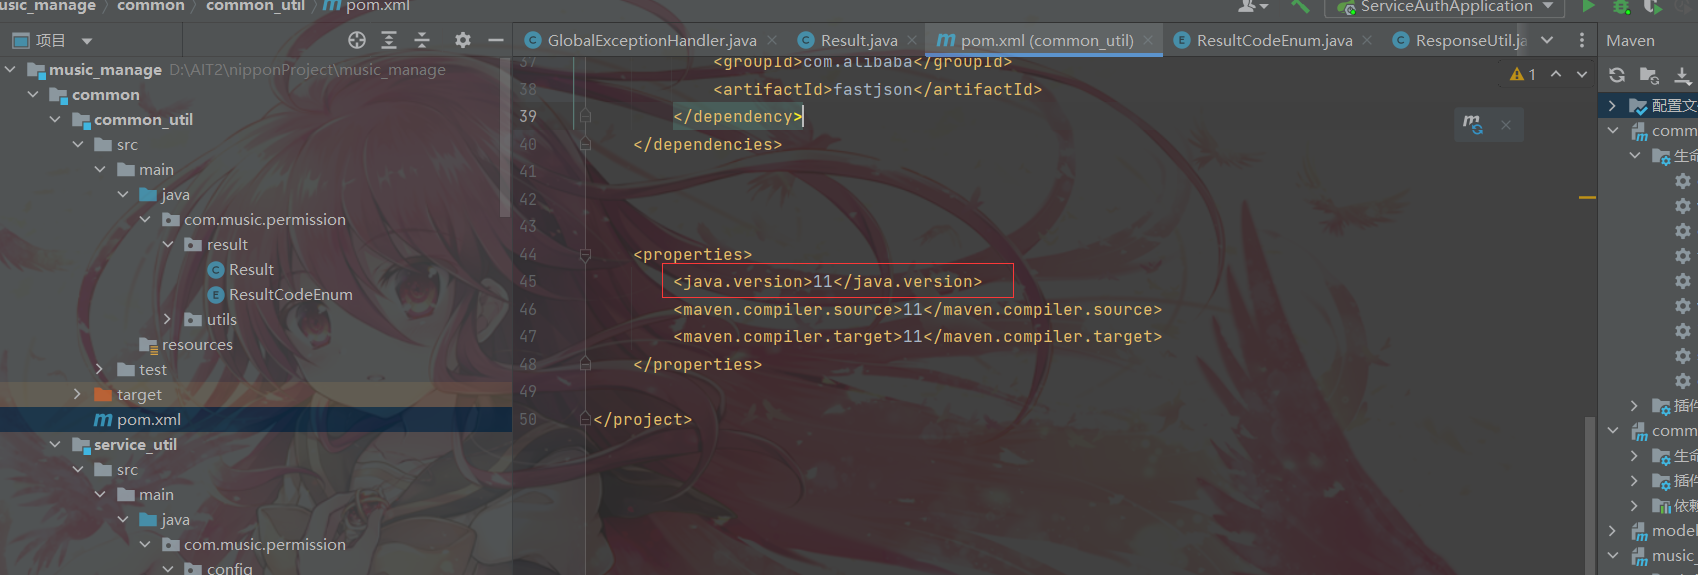 usic_manage > common > common_util > pom.xml
ServiceAuthApplication
项目
GlobalExceptionHandler.java
Result.java
pom.xml (common_util)
ResultCodeEnum.java
ResponseUtil.ja
Maven
music_manage D:\AIT2\nipponProject\music_manage
common
common_util
src
main
java
com.music.permission
result
Result
ResultCodeEnum
utils
resources
test
target
pom.xml
service_util
src
main
java
com.music.permission
config
37 <groupId>com.alibaba</groupId>
38 <artifactId>fastjson</artifactId>
39 </dependency>
40 </dependencies>
41
42
43
44 <properties>
45 <java.version>11</java.version>
46 <maven.compiler.source>11</maven.compiler.source>
47 <maven.compiler.target>11</maven.compiler.target>
48 </properties>
49
50 </project>
1
配置文
comm
生命
插件
comm
生命
插件
依赖
model
music_